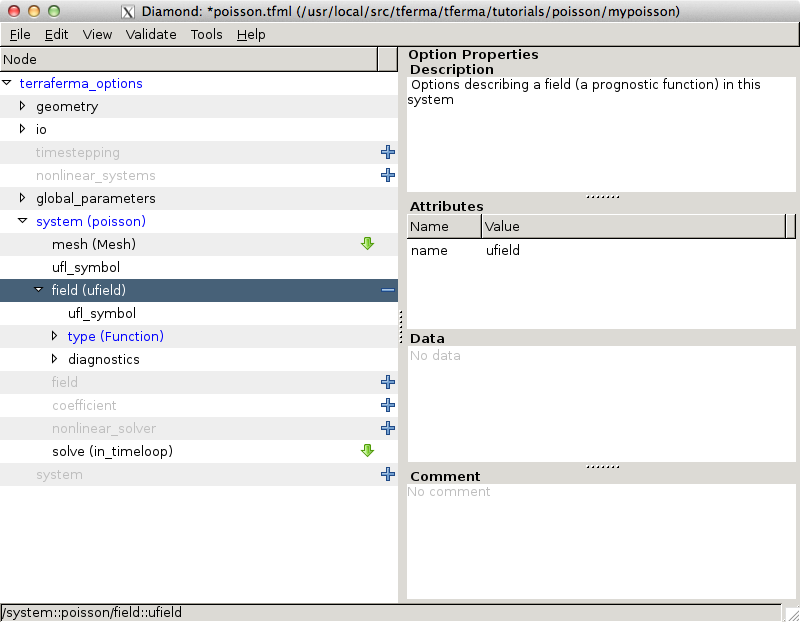 Diamond: *poisson.tfml (/usr/local/src/tferma/tferma/tutorials/poisson/mypoisson)
File Edit View Validate Tools Help
Node
terraferma_options
geometry
io
timestepping
nonlinear_systems
global_parameters
system (poisson)
mesh (Mesh)
ufl_symbol
field (ufield)
ufl_symbol
type (Function)
diagnostics
field
coefficient
nonlinear_solver
solve (in_timeloop)
system
Option Properties
Description
Options describing a field (a prognostic function) in this
system
Attributes
Name Value
name ufield
Data
No data
Comment
No comment
/system::poisson/field::ufield